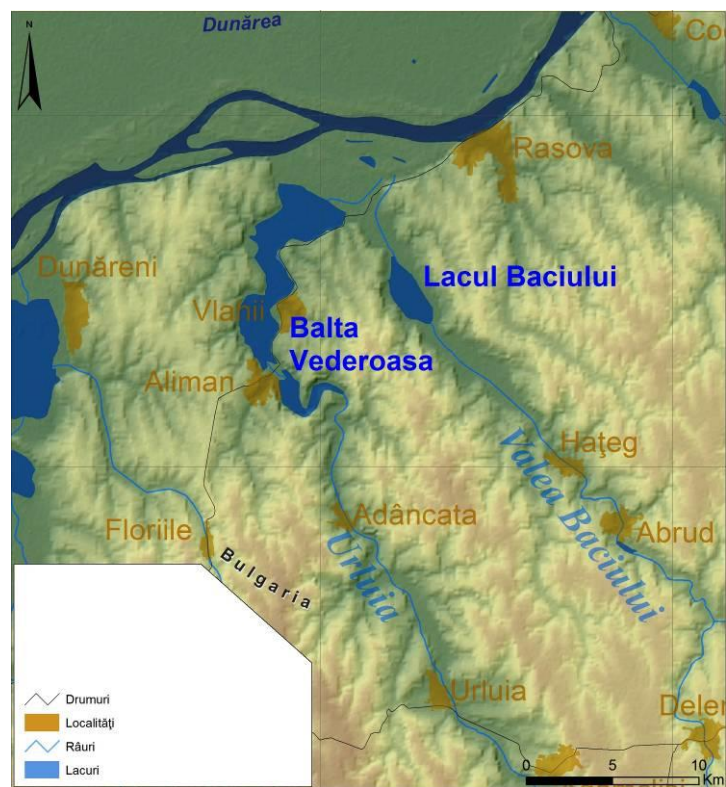 N
Dunărea
Rasova
Dunăreni
Lacul Baciului
Vlahii
Balta
Vederoasa
Aliman
Haţeg
Valea Baciului
Adâncata
Abrud
Floriile
Bulgaria
Urluia
Urluia
Drumuri
Localităţi
Râuri
Lacuri
0 5 10
Km